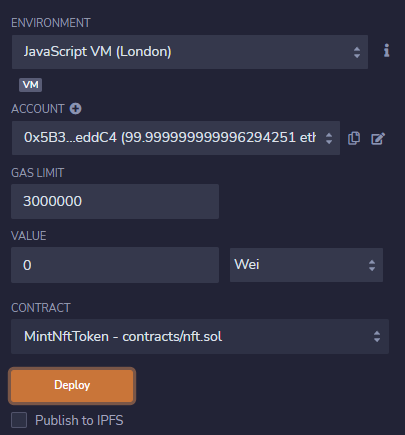 ENVIRONMENT
JavaScript VM (London)
VM
ACCOUNT
0x5B3...eddC4 (99.999999999996294251 eth
GAS LIMIT
3000000
VALUE
0
Wei
CONTRACT
MintNftToken - contracts/nft.sol
Deploy
Publish to IPFS